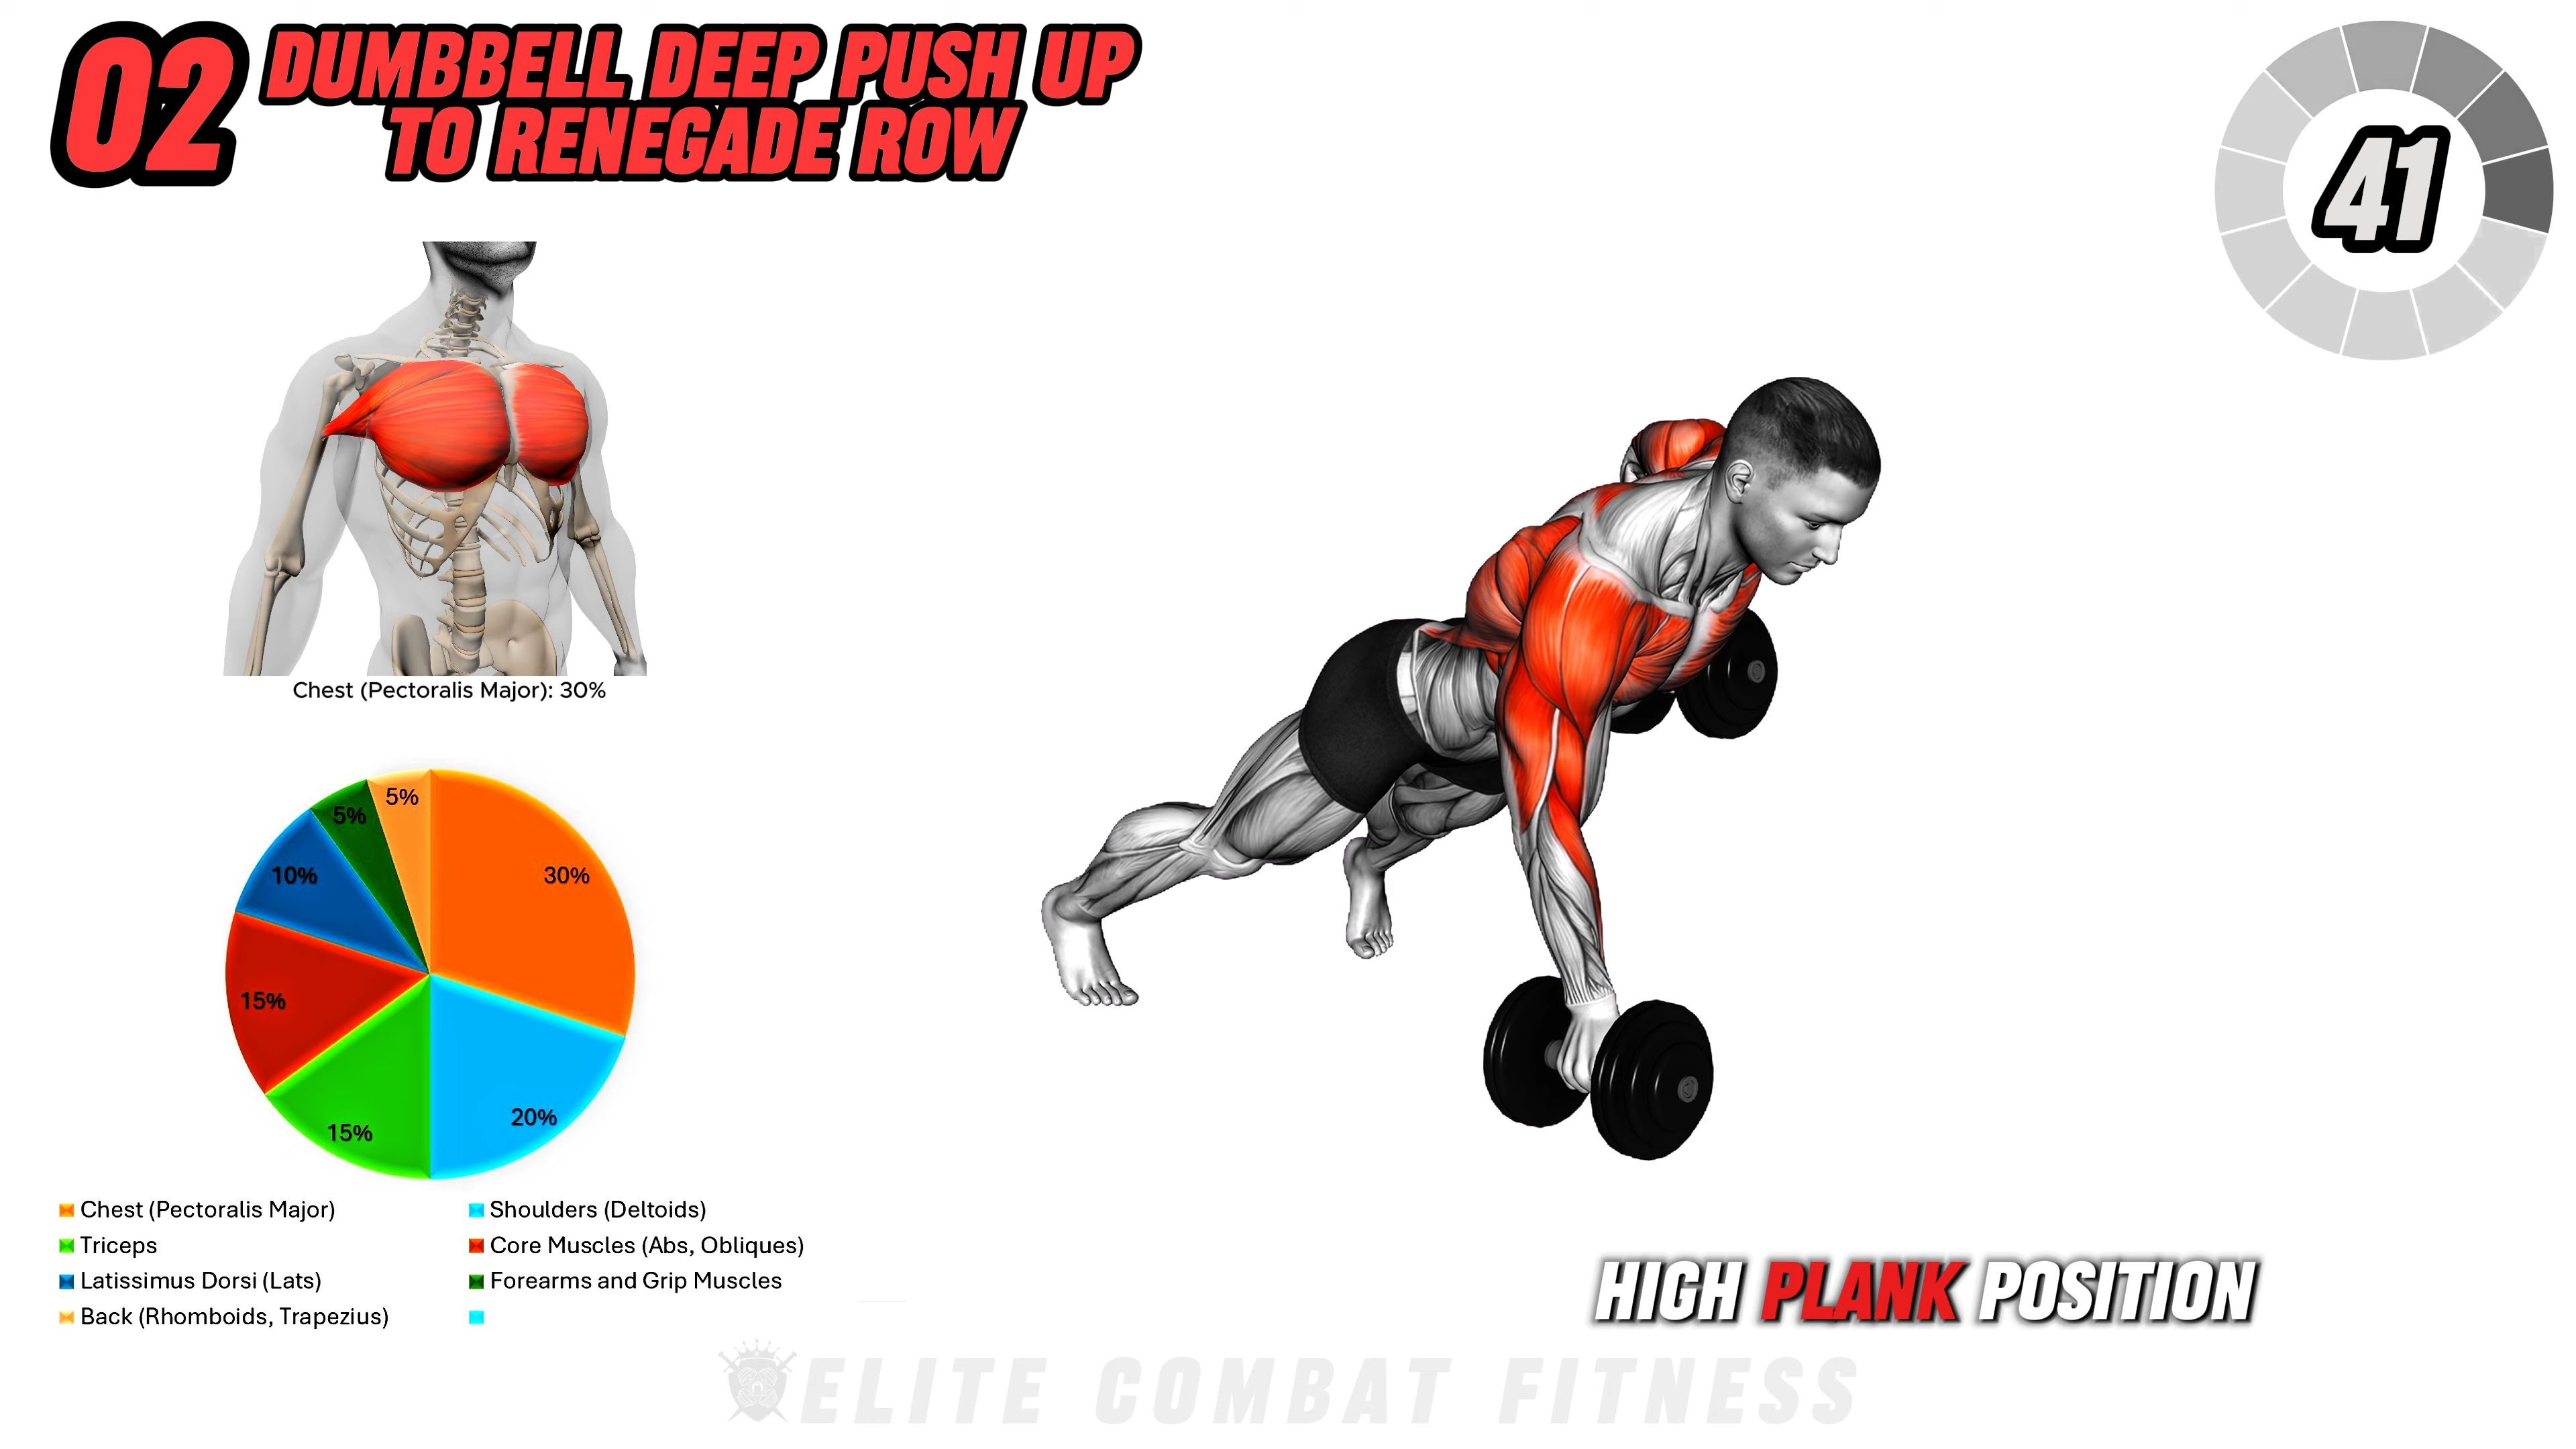 02
DUMBBELL DEEP PUSH UP
TO RENEGADE ROW
41
Chest (Pectoralis Major): 30%
5%
5%
30%
10%
15%
20%
15%
Chest (Pectoralis Major)
Shoulders (Deltoids)
Triceps
Core Muscles (Abs, Obliques)
Latissimus Dorsi (Lats)
Forearms and Grip Muscles
Back (Rhomboids, Trapezius)
HIGH PLANK POSITION
ELITE COMBAT FITNESS